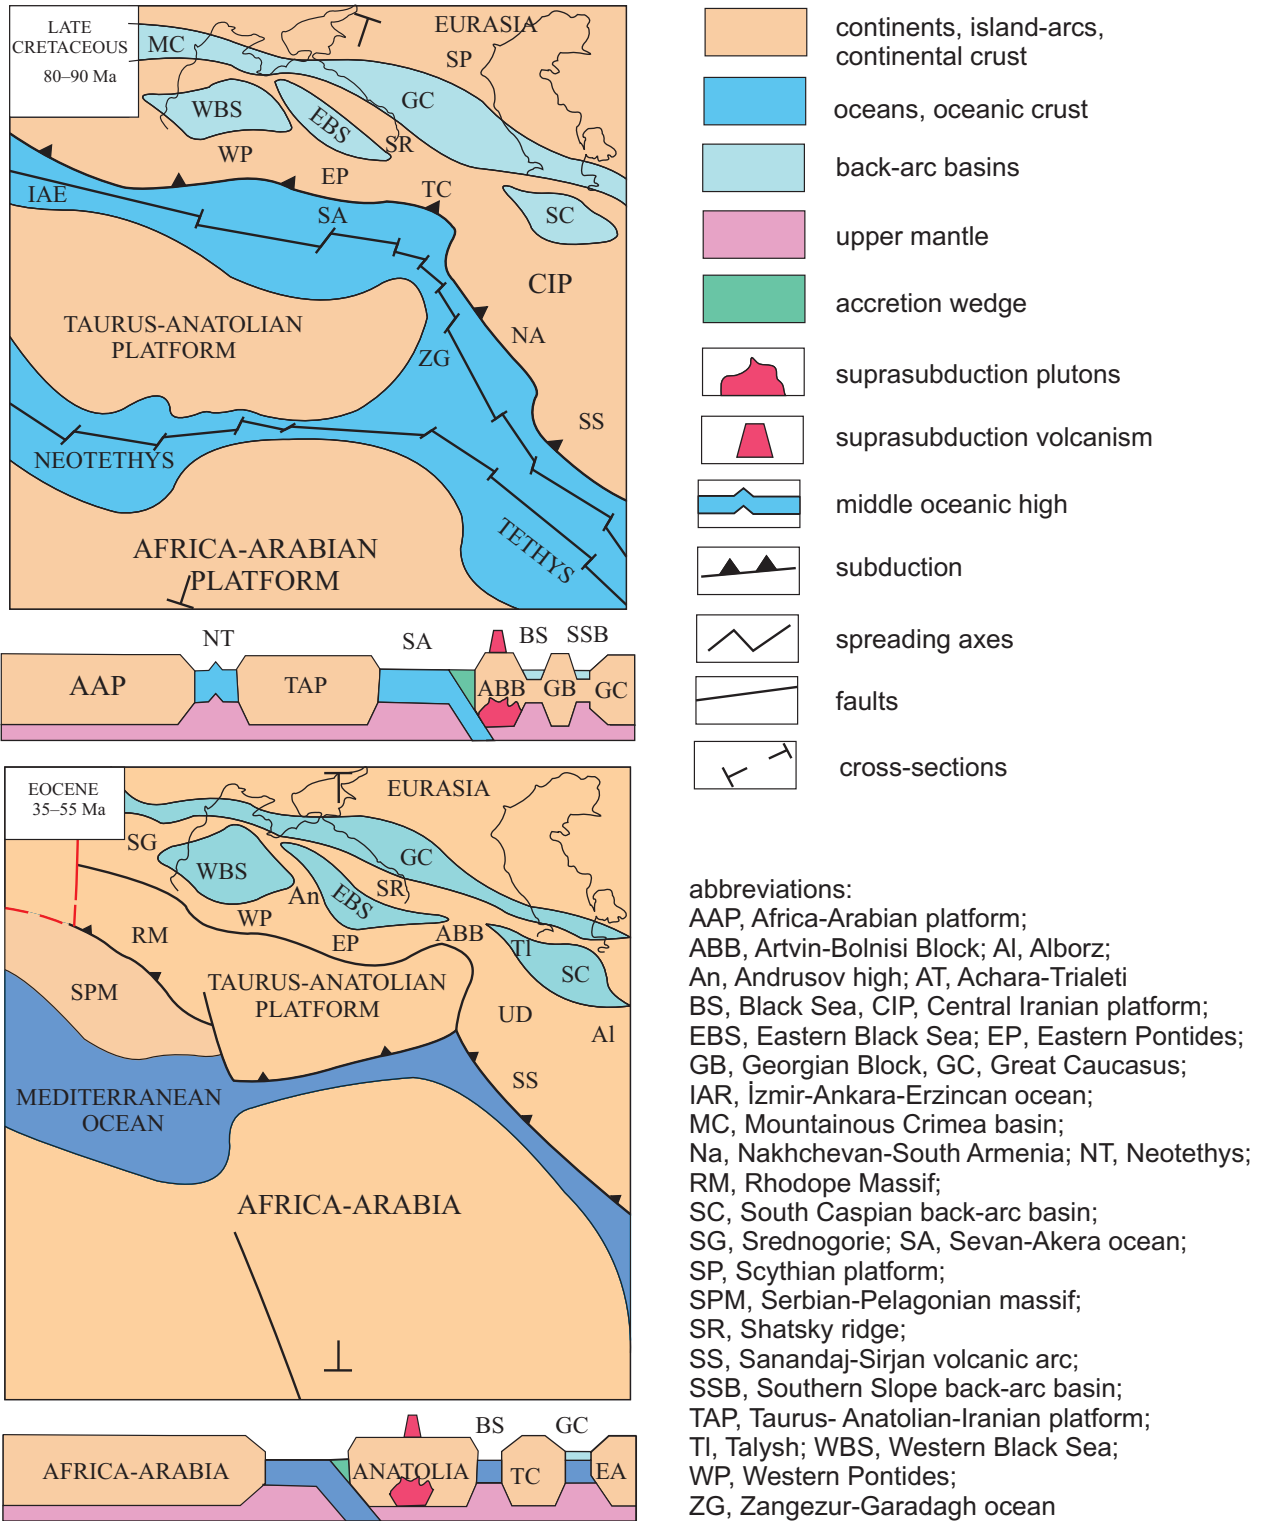 LATE
CRETACEOUS
80–90 Ma
MC
EURASIA
SP
WBS
EBS
GC
SR
WP
EP
TC
IAE
SA
SC
CIP
TAURUS-ANATOLIAN
PLATFORM
NA
ZG
SS
NEOTETHYS
TETHYS
AFRICA-ARABIAN
PLATFORM
NT
SA
BS
SSB
AAP
TAP
ABB
GB
GC
EOCENE
35–55 Ma
EURASIA
SG
WBS
GC
An
EBS
SR
WP
EP
ABB
Tl
SC
RM
SPM
TAURUS-ANATOLIAN
PLATFORM
UD
Al
SS
MEDITERRANEAN
OCEAN
AFRICA-ARABIA
BS
GC
AFRICA-ARABIA
ANATOLIA
TC
EA
continents, island-arcs,
continental crust
oceans, oceanic crust
back-arc basins
upper mantle
accretion wedge
suprasubduction plutons
suprasubduction volcanism
middle oceanic high
subduction
spreading axes
faults
cross-sections
abbreviations:
AAP, Africa-Arabian platform;
ABB, Artvin-Bolnisi Block; Al, Alborz;
An, Andrusov high; AT, Achara-Trialeti
BS, Black Sea, CIP, Central Iranian platform;
EBS, Eastern Black Sea; EP, Eastern Pontides;
GB, Georgian Block, GC, Great Caucasus;
IAR, İzmir-Ankara-Erzincan ocean;
MC, Mountainous Crimea basin;
Na, Nakhchevan-South Armenia; NT, Neotethys;
RM, Rhodope Massif;
SC, South Caspian back-arc basin;
SG, Srednogorie; SA, Sevan-Akera ocean;
SP, Scythian platform;
SPM, Serbian-Pelagonian massif;
SR, Shatsky ridge;
SS, Sanandaj-Sirjan volcanic arc;
SSB, Southern Slope back-arc basin;
TAP, Taurus- Anatolian-Iranian platform;
Tl, Talysh; WBS, Western Black Sea;
WP, Western Pontides;
ZG, Zangezur-Garadagh ocean